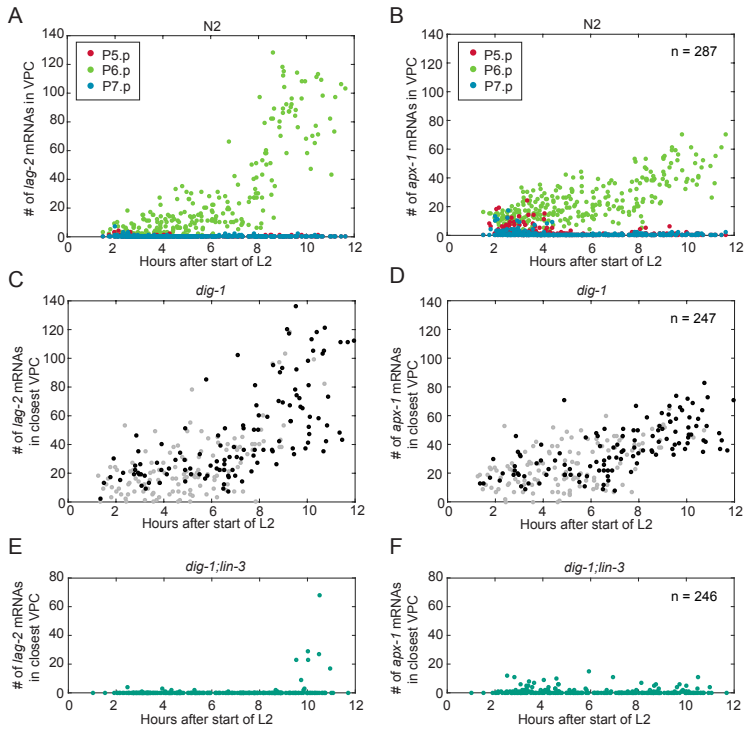 A
N2
# of lag-2 mRNAs in VPC
140
120
100
80
60
40
20
0
P5.p
P6.p
P7.p
0 2 4 6 8 10 12
Hours after start of L2
B
N2
# of apx-1 mRNAs in VPC
140
120
100
80
60
40
20
0
P5.p
P6.p
P7.p
n = 287
0 2 4 6 8 10 12
Hours after start of L2
C
dig-1
# of lag-2 mRNAs
in closest VPC
140
120
100
80
60
40
20
0
0 2 4 6 8 10 12
Hours after start of L2
D
dig-1
# of apx-1 mRNAs
in closest VPC
140
120
100
80
60
40
20
0
n = 247
0 2 4 6 8 10 12
Hours after start of L2
E
dig-1;lin-3
# of lag-2 mRNAs
in closest VPC
80
60
40
20
0
0 2 4 6 8 10 12
Hours after start of L2
F
dig-1;lin-3
# of apx-1 mRNAs
in closest VPC
80
60
40
20
0
n = 246
0 2 4 6 8 10 12
Hours after start of L2